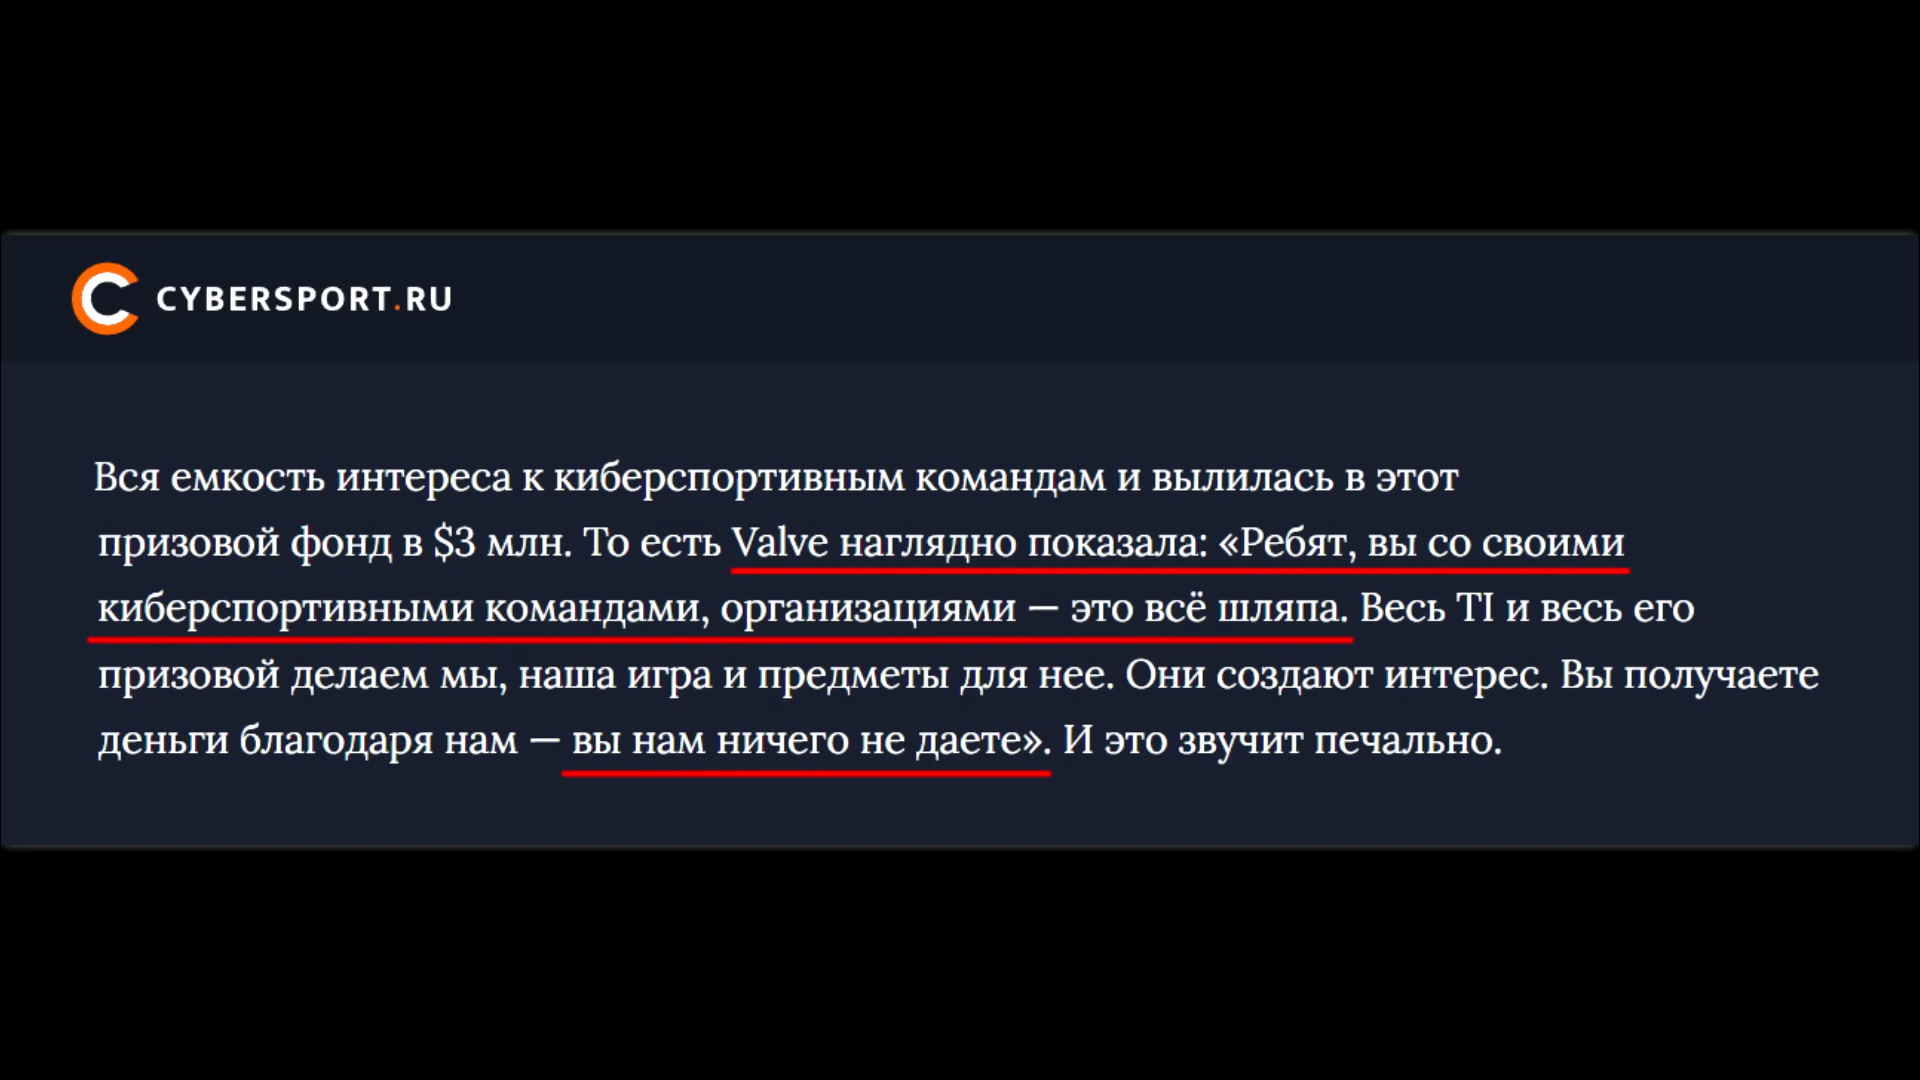 CYBERSPORT.RU
Вся емкость интереса к киберспортивным командам и вылилась в этот
призовой фонд в $3 млн. То есть Valve наглядно показала: «Ребят, вы со своими
киберспортивными командами, организациями — это всё шляпа. Весь TI и весь его
призовой делаем мы, наша игра и предметы для нее. Они создают интерес. Вы получаете
деньги благодаря нам — вы нам ничего не даете». И это звучит печально.